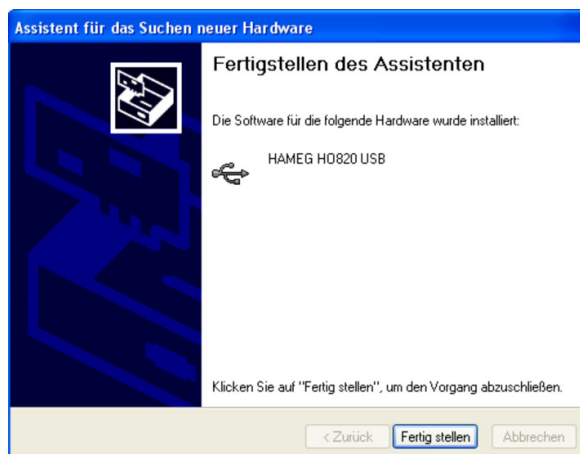 Assistent für das Suchen neuer Hardware
Fertigstellen des Assistenten
Die Software für die folgende Hardware wurde installiert:
HAMEG HO820 USB
Klicken Sie auf "Fertig stellen", um den Vorgang abzuschließen.
< Zurück Fertig stellen Abbrechen